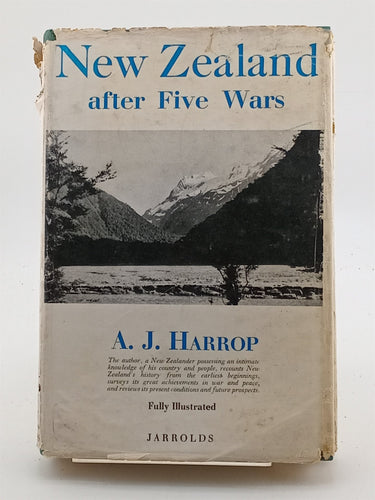 New Zealand
after Five Wars
A. J. HARROP
The author, a New Zealander possessing an intimate
knowledge of his country and people, recounts New
Zealand's history from the earliest beginnings,
surveys its great achievements in war and peace,
and reviews its present conditions and future prospects.
Fully Illustrated
JARROLDS